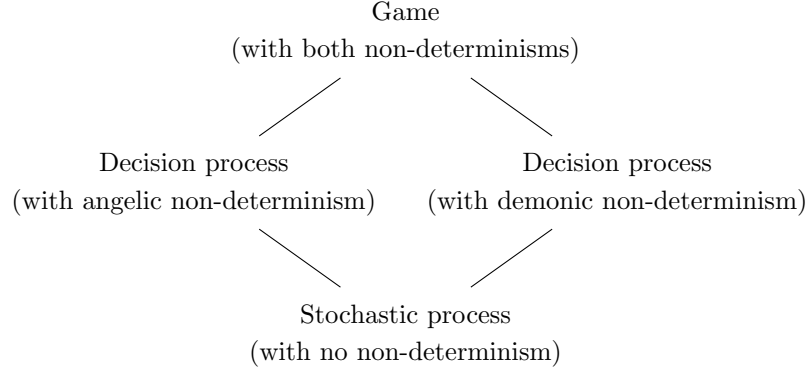 Game
(with both non-determinisms)
Decision process
(with angelic non-determinism)
Decision process
(with demonic non-determinism)
Stochastic process
(with no non-determinism)